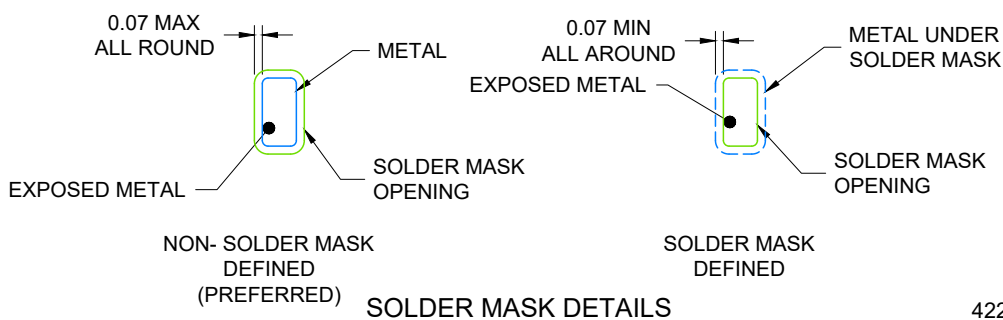 0.07 MAX
ALL ROUND
METAL
EXPOSED METAL
SOLDER MASK
OPENING
NON- SOLDER MASK
DEFINED
(PREFERRED)
0.07 MIN
ALL AROUND
EXPOSED METAL
METAL UNDER
SOLDER MASK
SOLDER MASK
OPENING
SOLDER MASK
DEFINED
SOLDER MASK DETAILS
422